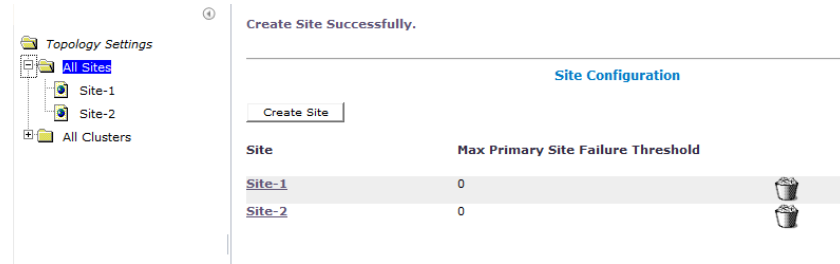 Topology Settings
All Sites
Site-1
Site-2
All Clusters
Create Site Successfully.
Site Configuration
Create Site
Site Max Primary Site Failure Threshold
Site-1 0
Site-2 0